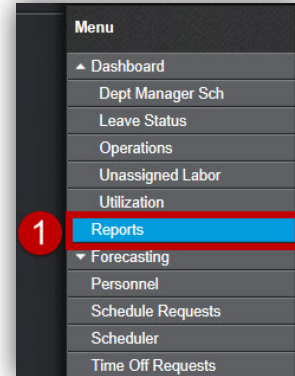 Menu
Dashboard
Dept Manager Sch
Leave Status
Operations
Unassigned Labor
Utilization
1 Reports
Forecasting
Personnel
Schedule Requests
Scheduler
Time Off Requests